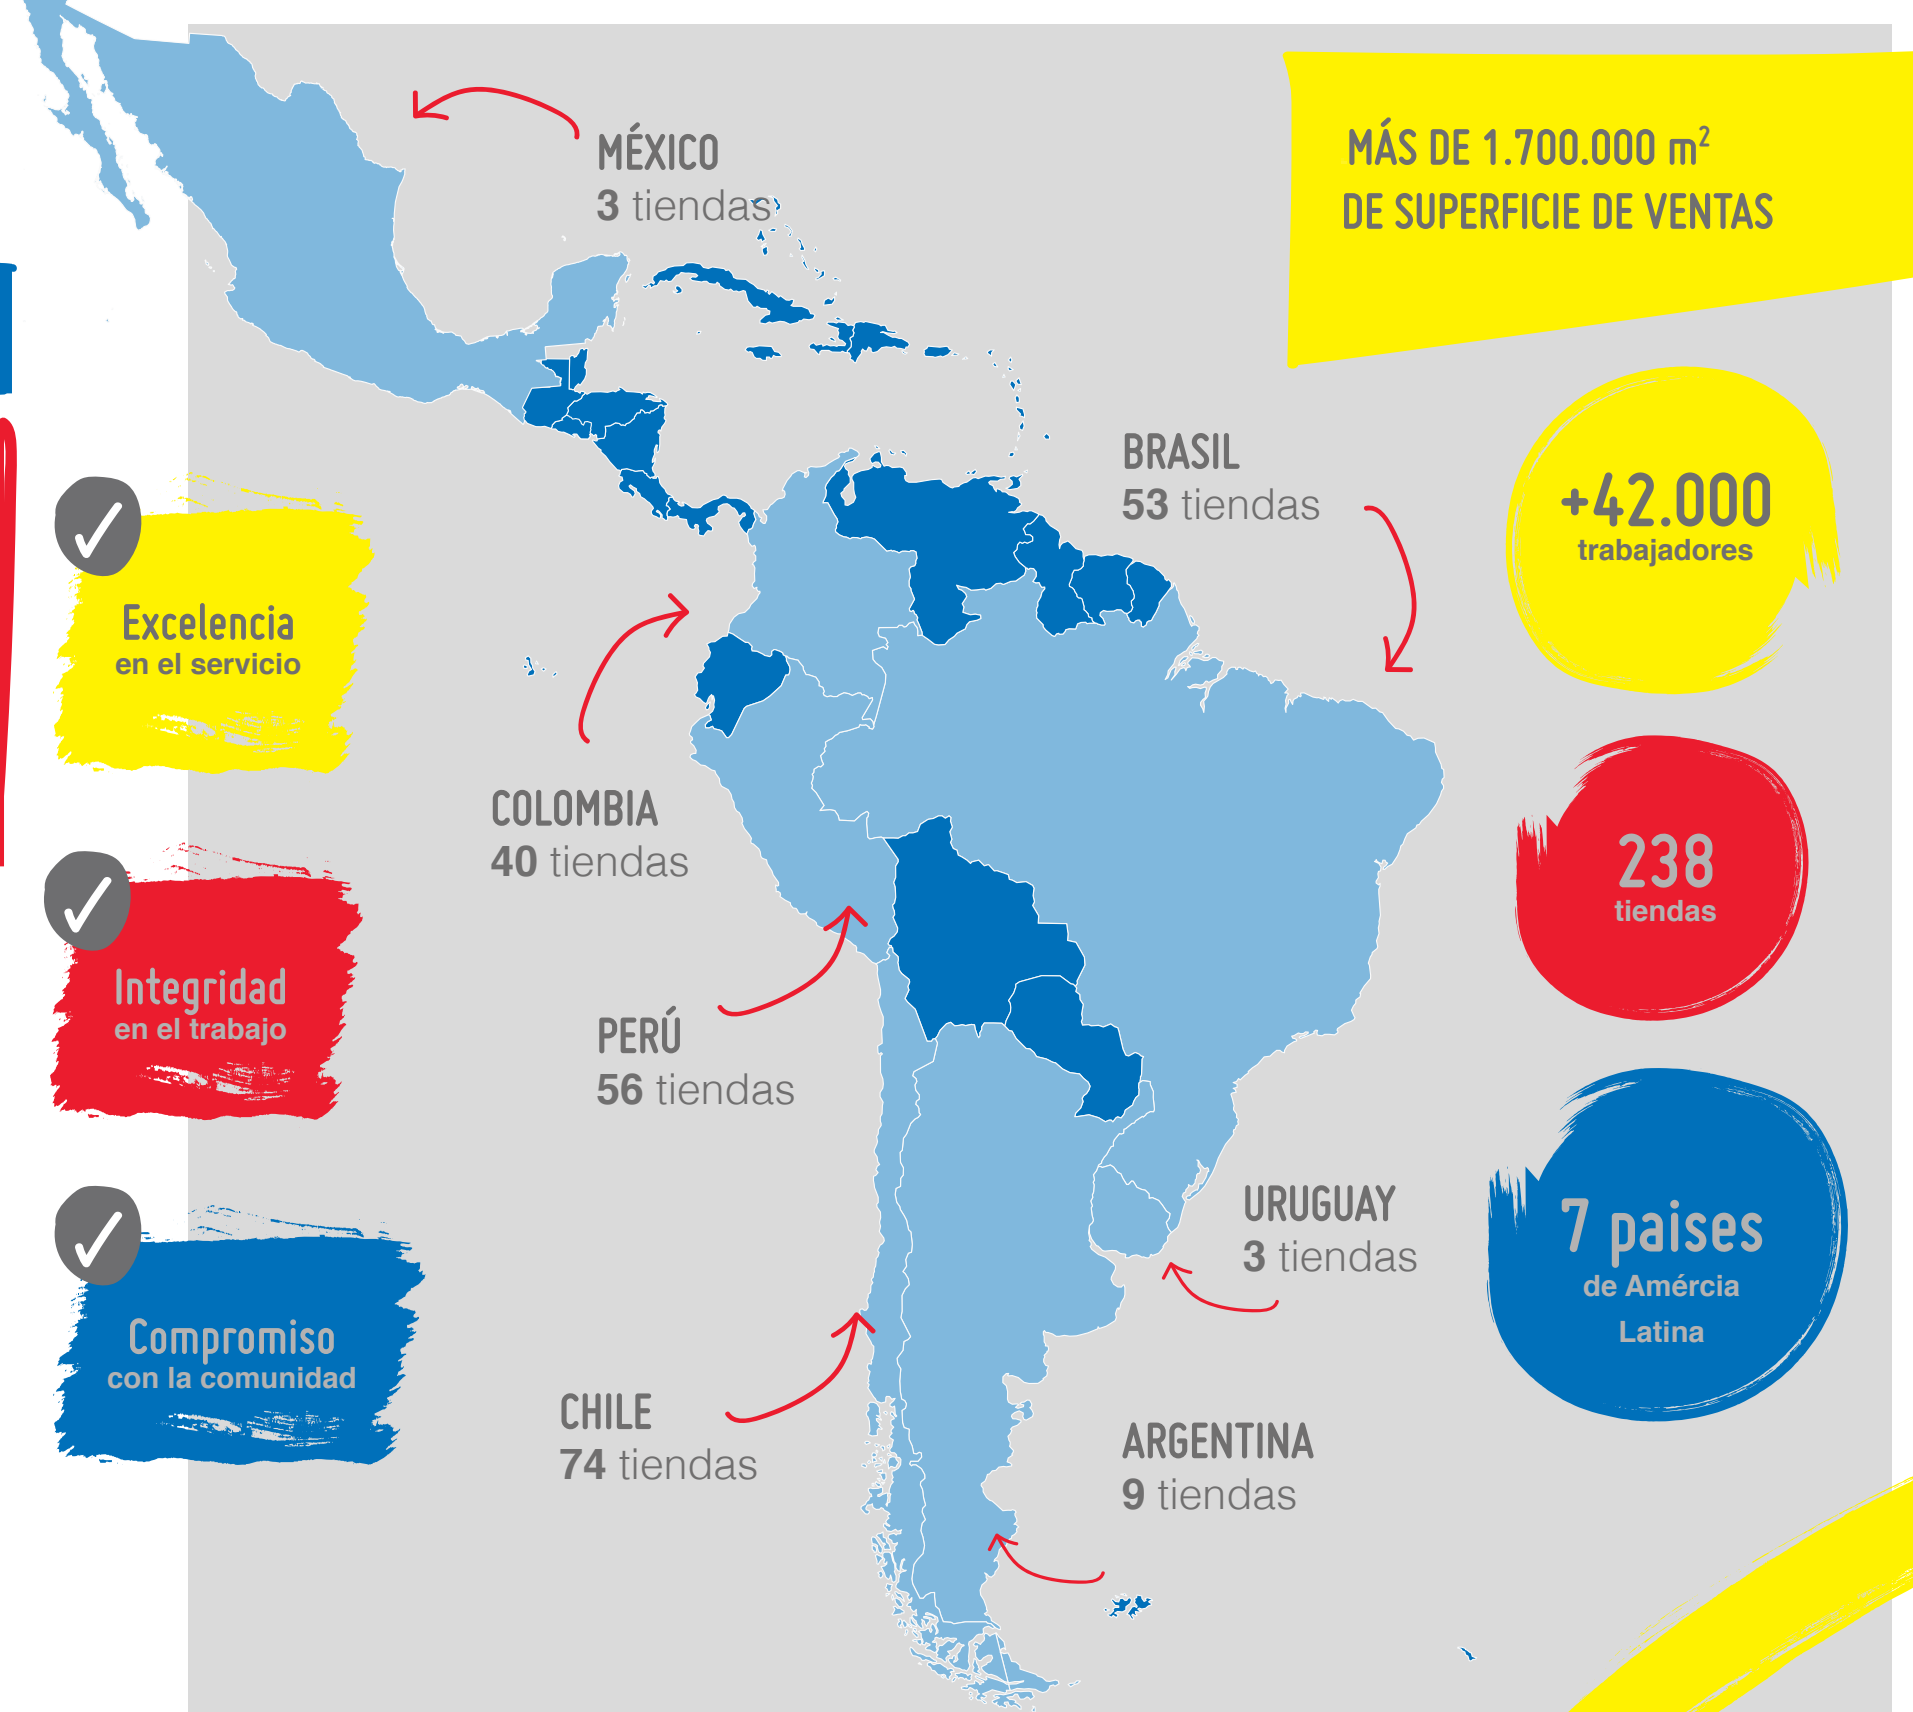 MÉXICO
3 tiendas
MÁS DE 1.700.000 m²
DE SUPERFICIE DE VENTAS
BRASIL
53 tiendas
+42.000
trabajadores
Excelencia
en el servicio
COLOMBIA
40 tiendas
238
tiendas
Integridad
en el trabajo
PERÚ
56 tiendas
URUGUAY
3 tiendas
7 paises
de Amércia
Latina
Compromiso
con la comunidad
CHILE
74 tiendas
ARGENTINA
9 tiendas